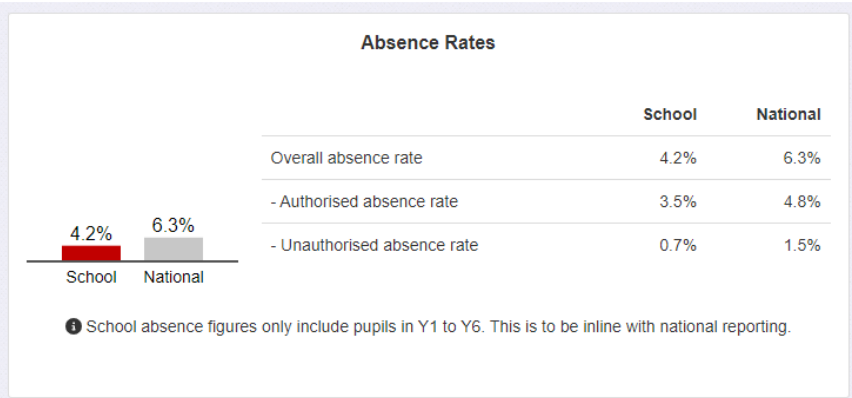 Absence Rates
School National
Overall absence rate 4.2% 6.3%
- Authorised absence rate 3.5% 4.8%
- Unauthorised absence rate 0.7% 1.5%
4.2% 6.3%
School National
School absence figures only include pupils in Y1 to Y6. This is to be inline with national reporting.